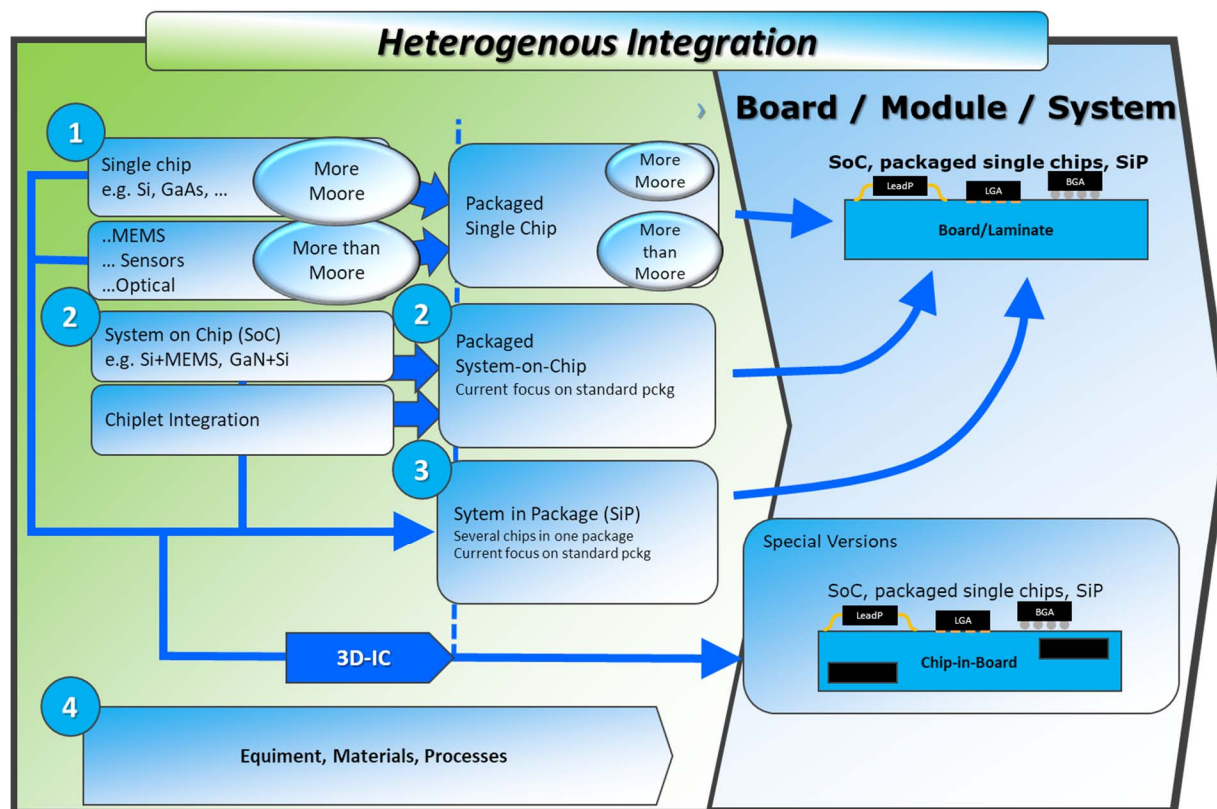 Heterogenous Integration
1
Single chip
e.g. Si, GaAs, ...
More
Moore
..MEMS
... Sensors
...Optical
More than
Moore
Packaged
Single Chip
More
Moore
More
than
Moore
2
System on Chip (SoC)
e.g. Si+MEMS, GaN+Si
Chiplet Integration
2
Packaged
System-on-Chip
Current focus on standard pckg
3
Sytem in Package (SiP)
Several chips in one package
Current focus on standard pckg
3D-IC
4
Equiment, Materials, Processes
› Board / Module / System
SoC, packaged single chips, SiP
LeadP
LGA
BGA
Board/Laminate
Special Versions
SoC, packaged single chips, SiP
LeadP
LGA
BGA
Chip-in-Board